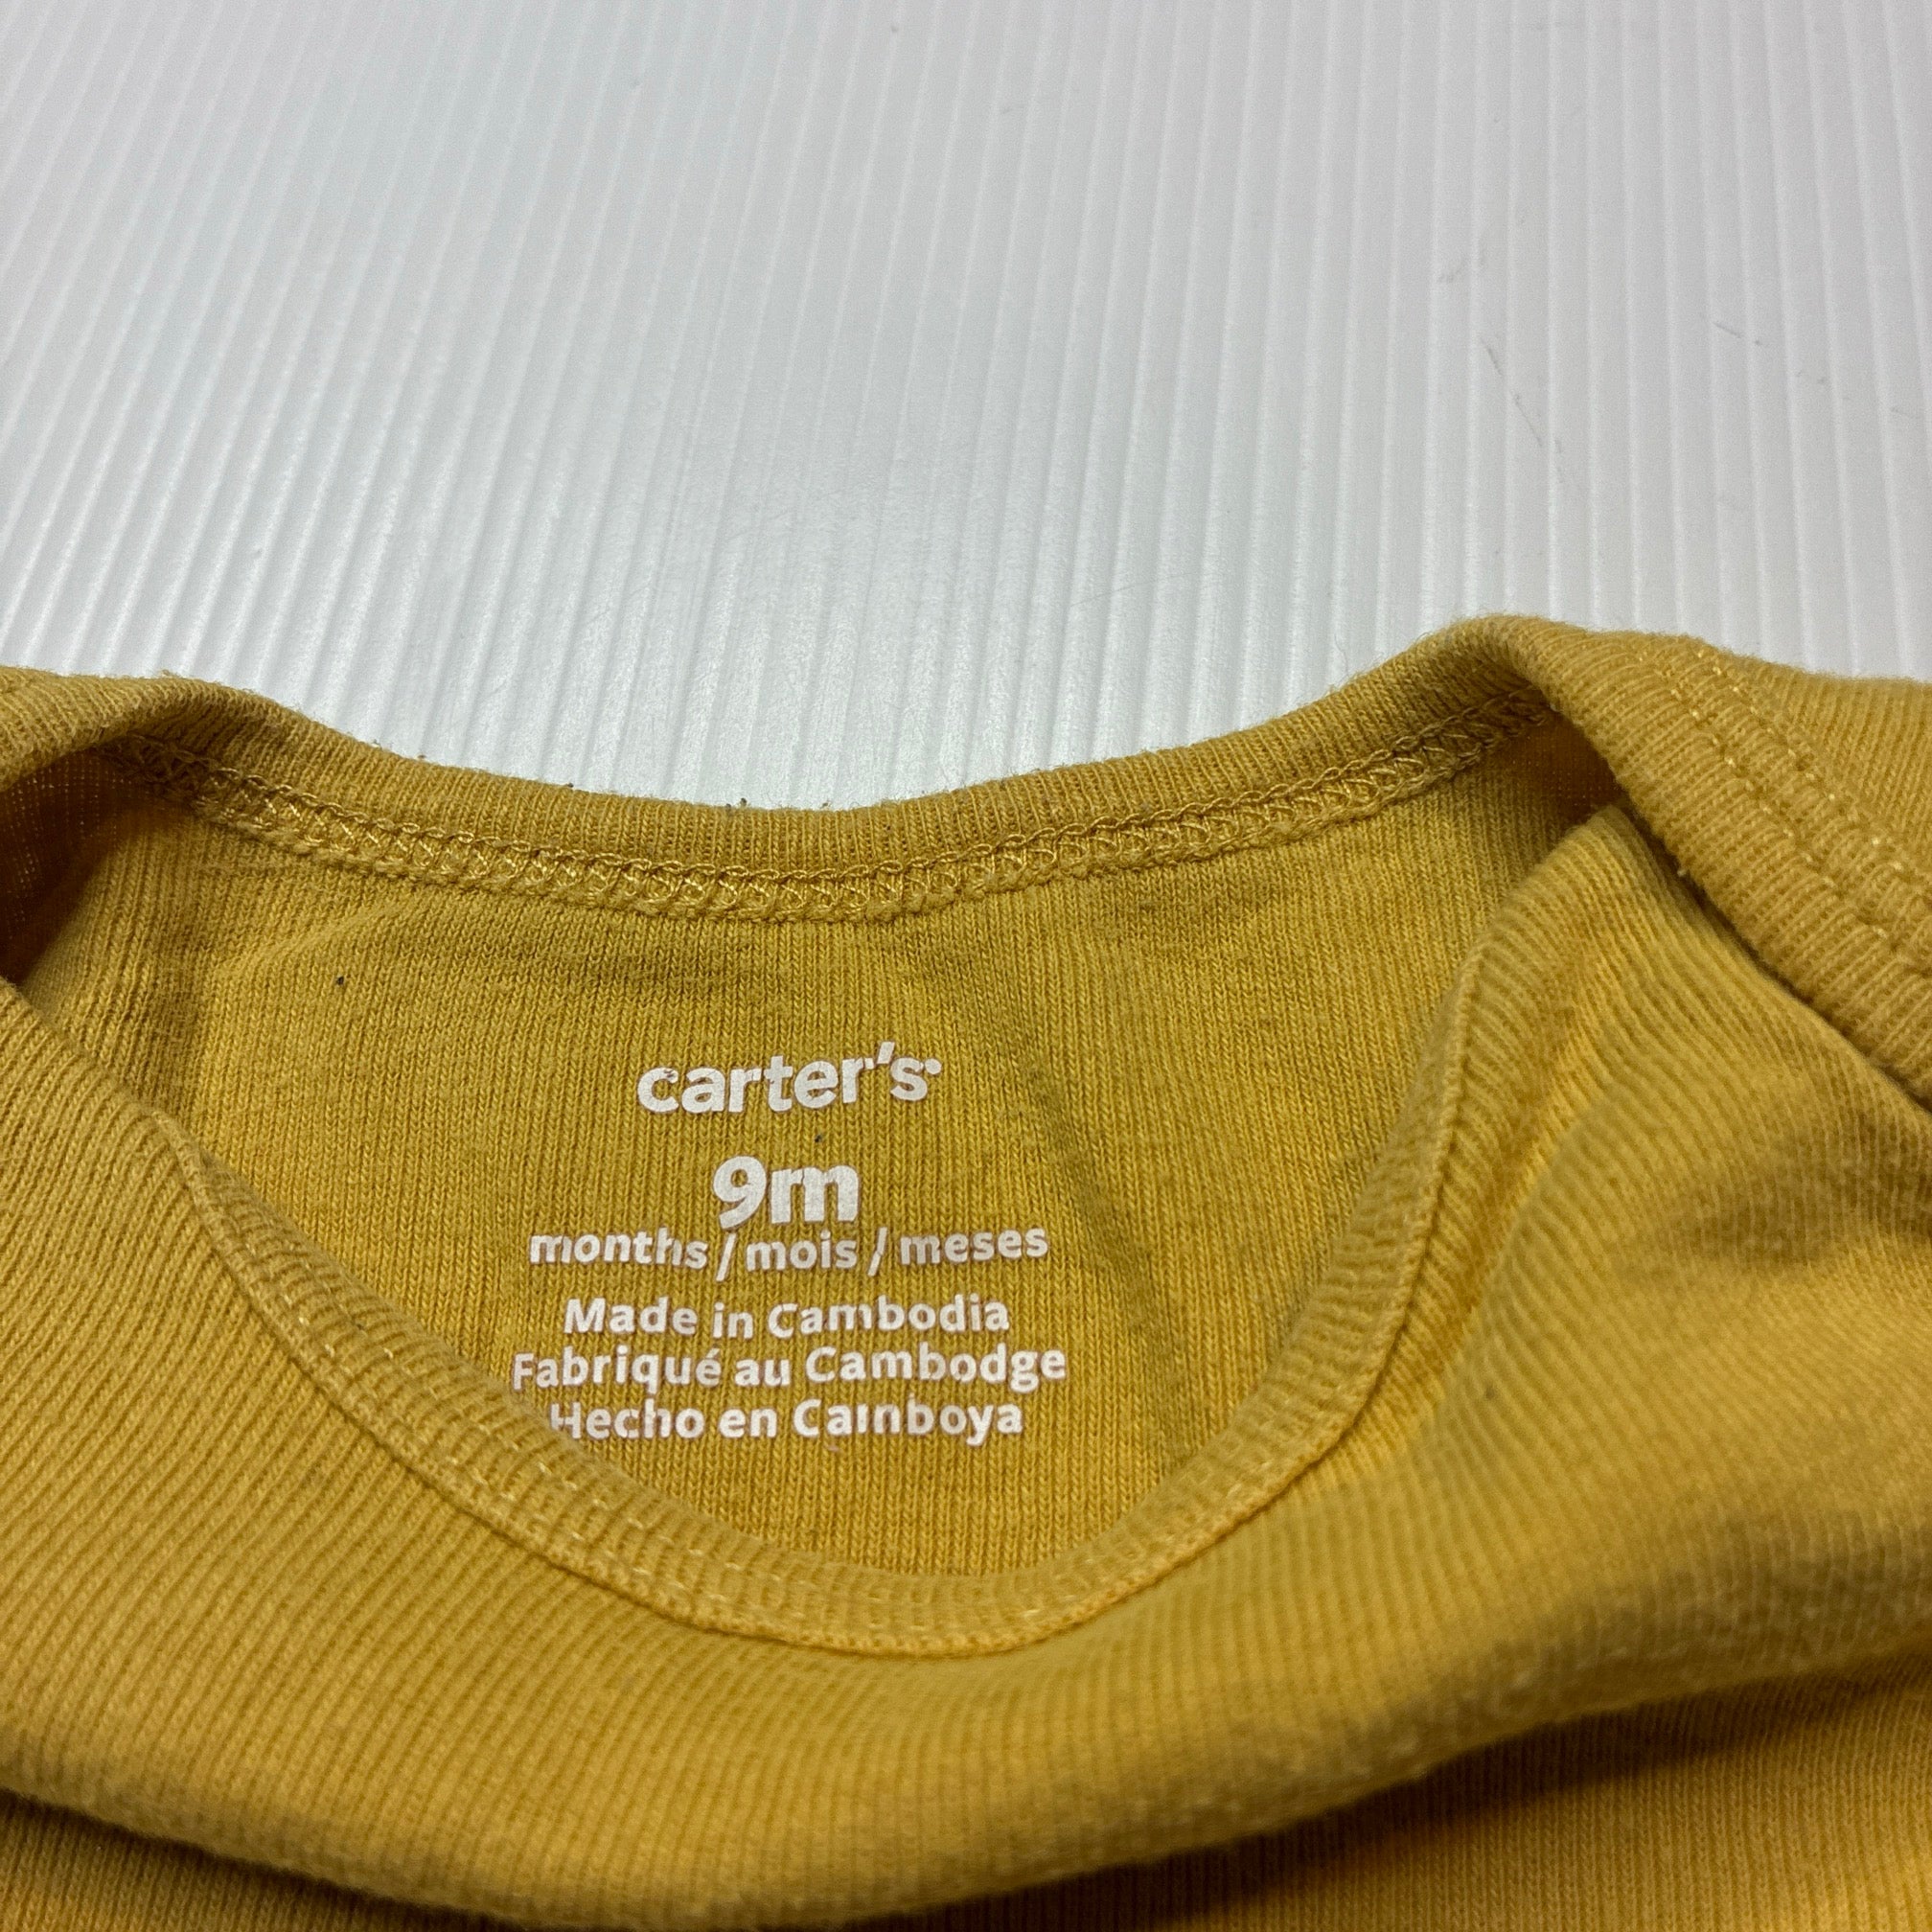 carter's
9m
months / mois / meses
Made in Cambodia
Fabriqué au Cambodge
Hecho en Camboya